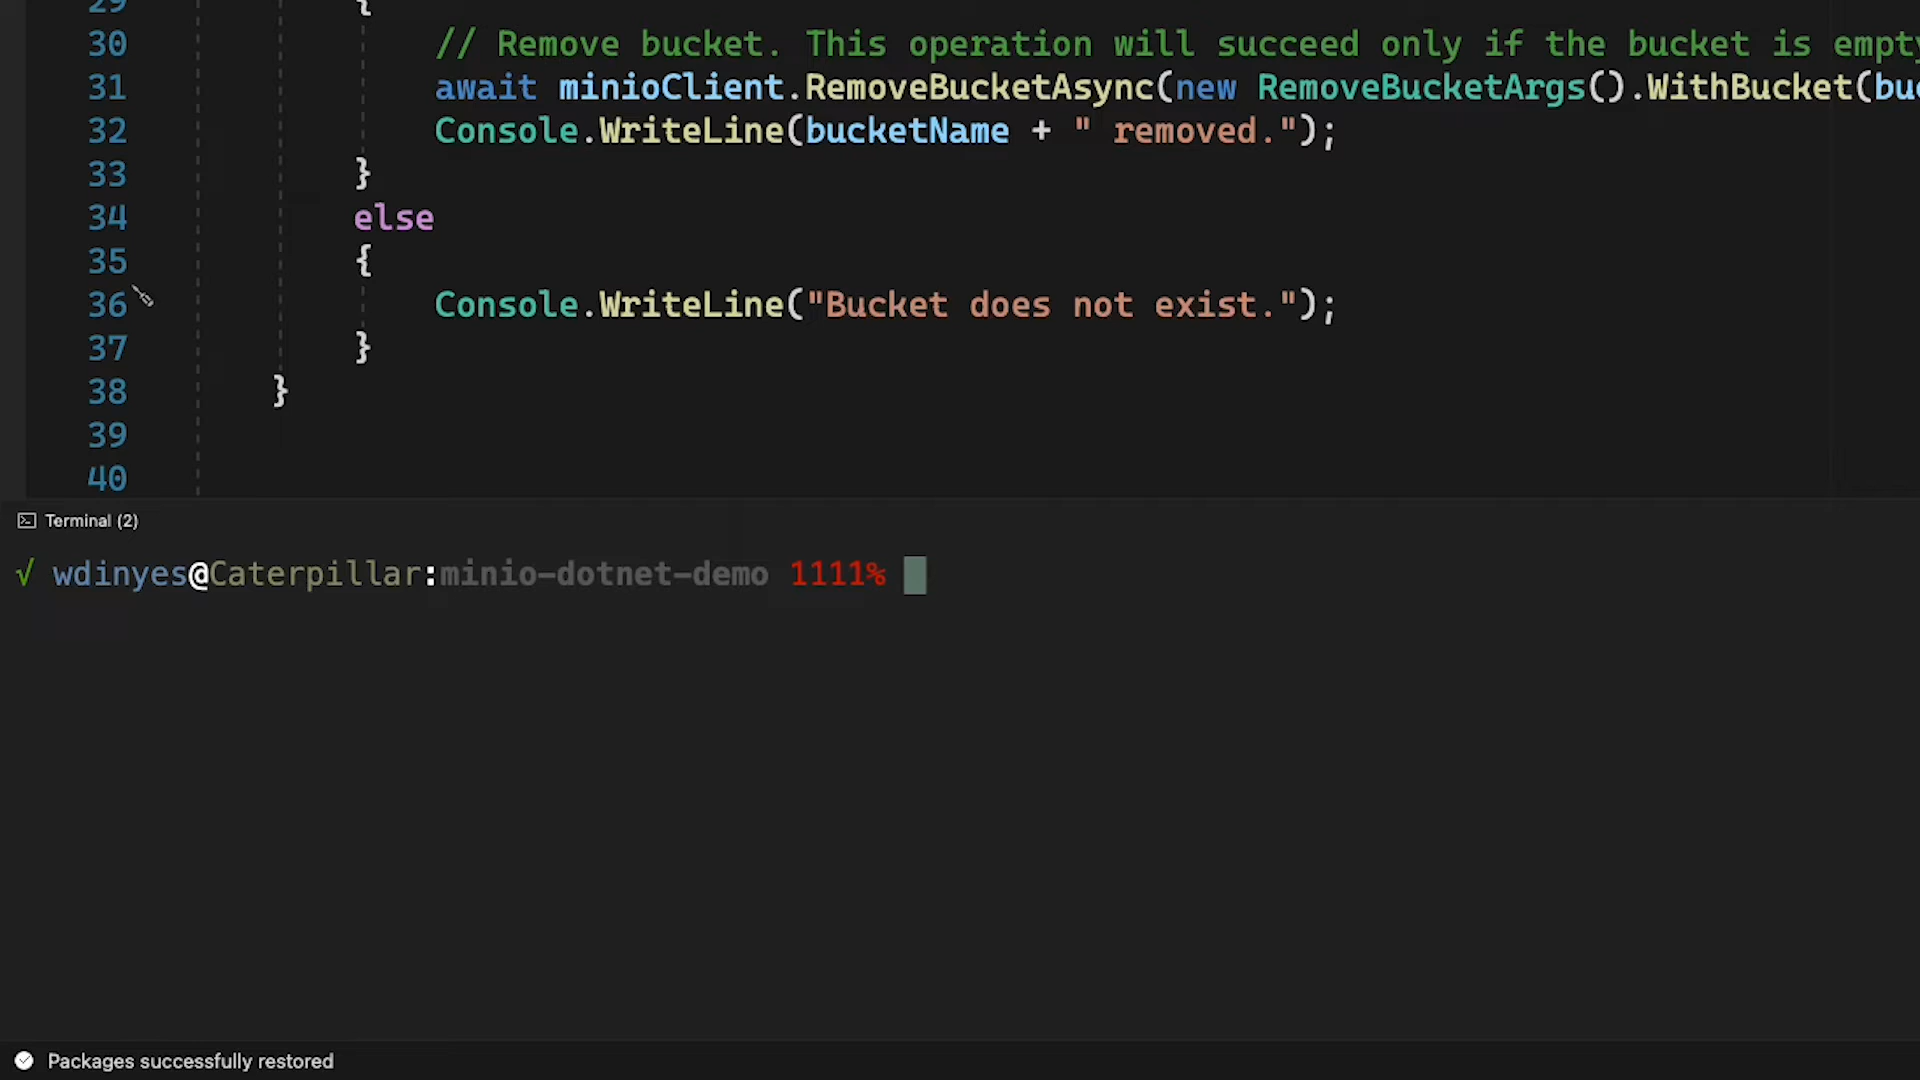 29 {
30 // Remove bucket. This operation will succeed only if the bucket is empty
31 await minioClient.RemoveBucketAsync(new RemoveBucketArgs().WithBucket(
32 Console.WriteLine(bucketName + " removed.");
33 }
34 else
35 {
36 Console.WriteLine("Bucket does not exist.");
37 }
38 }
39
40
Terminal (2)
√ wdinyes@Caterpillar:minio-dotnet-demo 1111%
Packages successfully restored